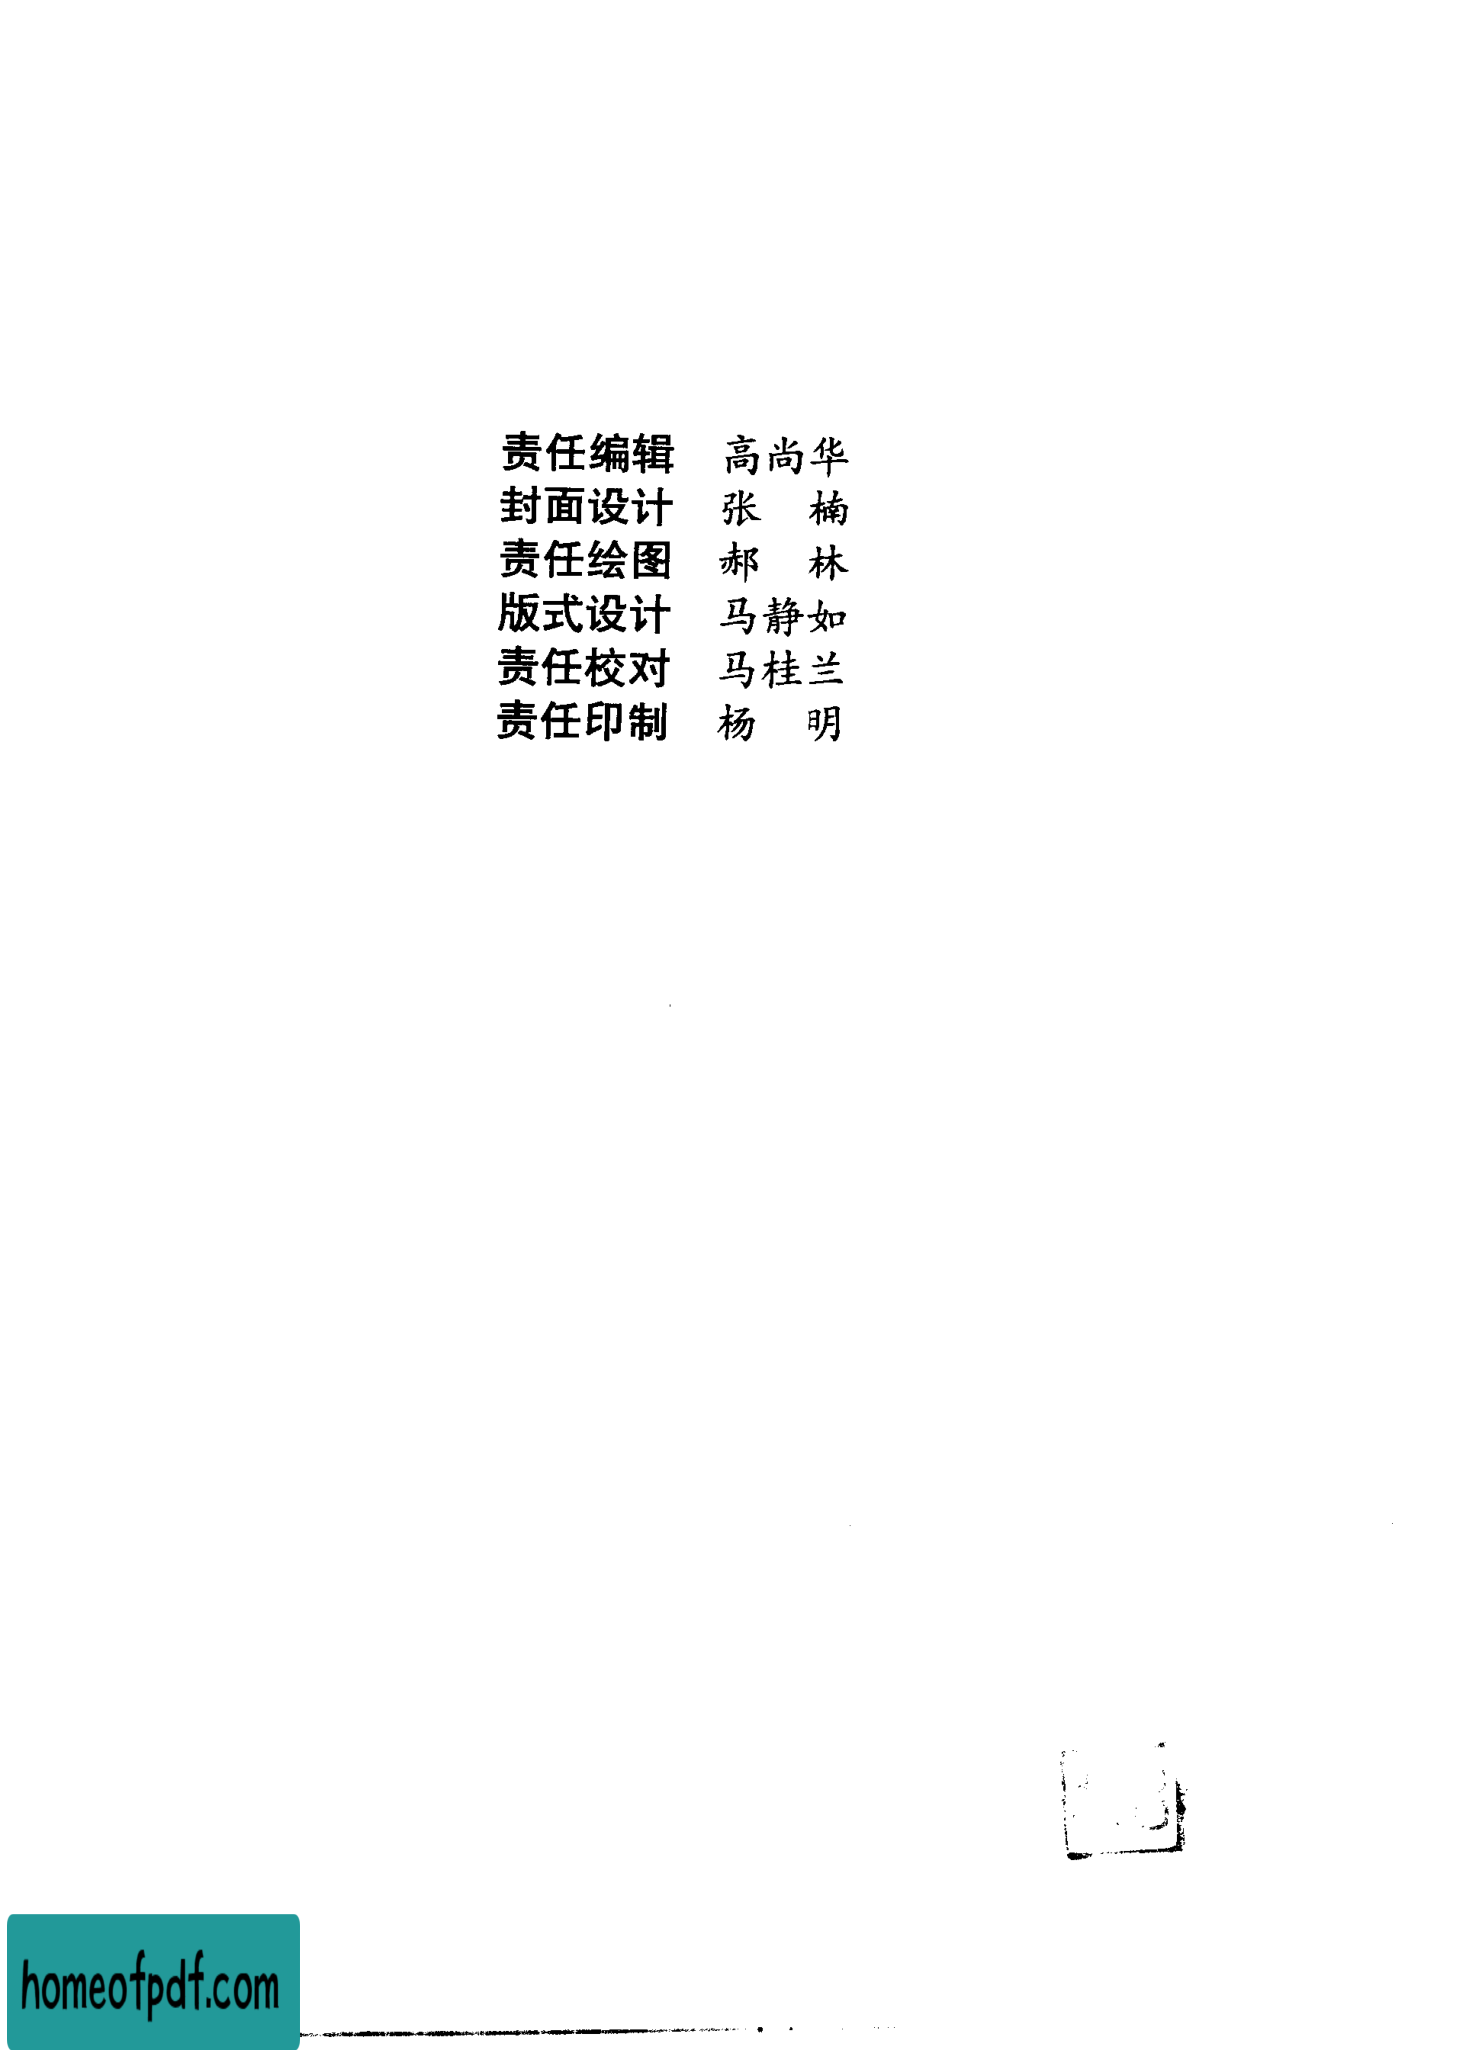 责任编辑 高尚华
封面设计 张 楠
责任绘图 郝 林
版式设计 马静如
责任校对 马桂兰
责任印制 杨 明
homeofpdf.com